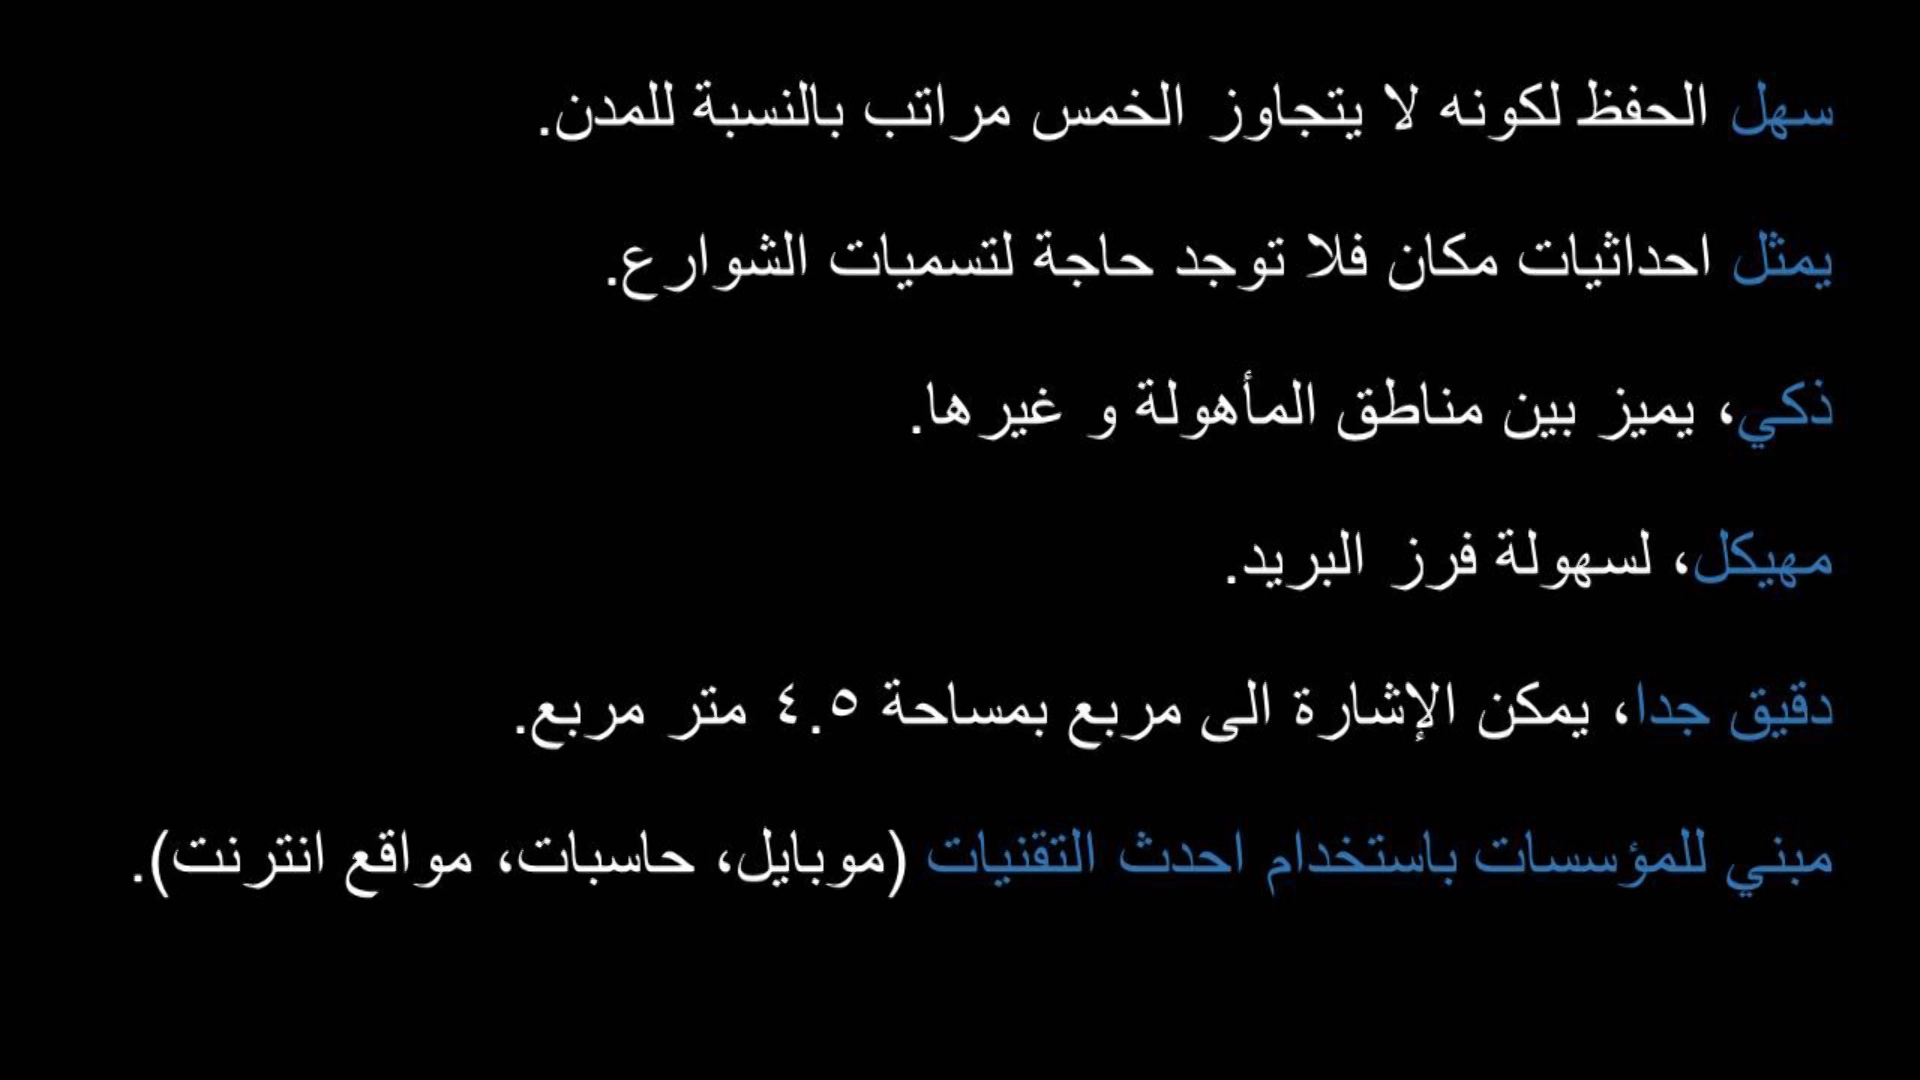 سهل الحفظ لكونه لا يتجاوز الخمس مراتب بالنسبة للمدن.
يمثل احداثيات مكان فلا توجد حاجة لتسميات الشوارع.
ذكي، يميز بين مناطق المأهولة و غيرها.
مهيكل، لسهولة فرز البريد.
دقيق جدا، يمكن الإشارة الى مربع بمساحة ٤.٥ متر مربع.
مبني للمؤسسات باستخدام احدث التقنيات (موبايل، حاسبات، مواقع انترنت).